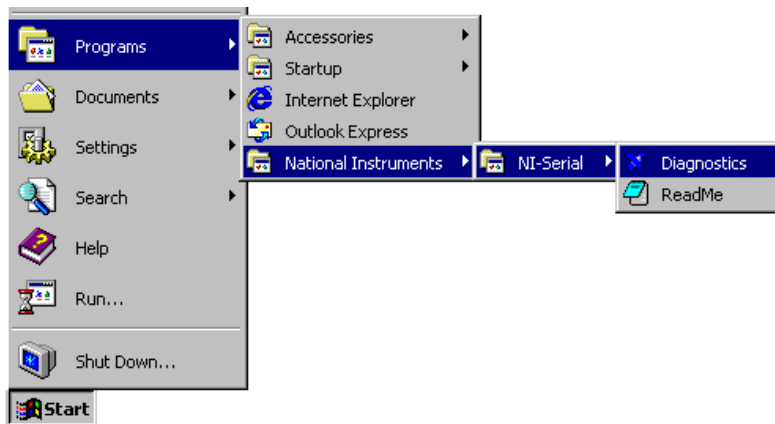 Programs
Documents
Settings
Search
Help
Run...
Shut Down...
Start
Accessories
Startup
Internet Explorer
Outlook Express
National Instruments
NI-Serial
Diagnostics
ReadMe